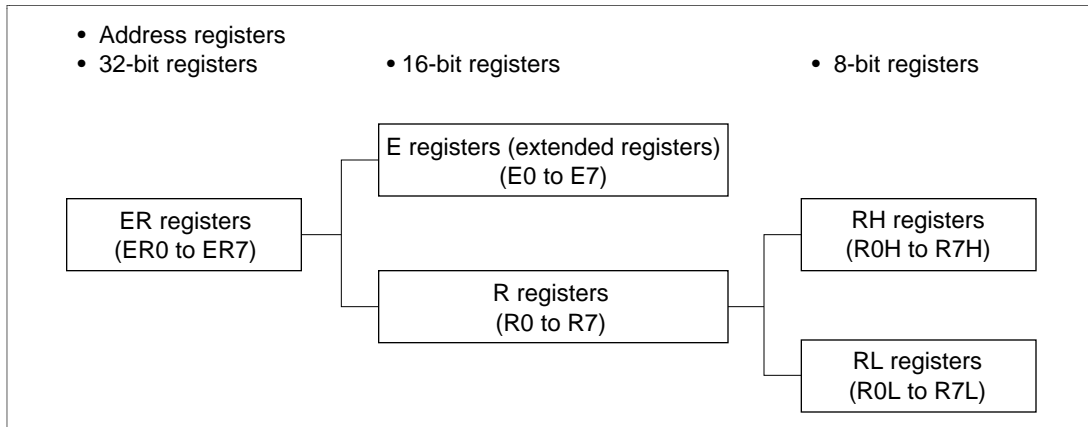 • Address registers
• 32-bit registers
• 16-bit registers
• 8-bit registers
E registers (extended registers)
(E0 to E7)
ER registers
(ER0 to ER7)
RH registers
(R0H to R7H)
R registers
(R0 to R7)
RL registers
(R0L to R7L)